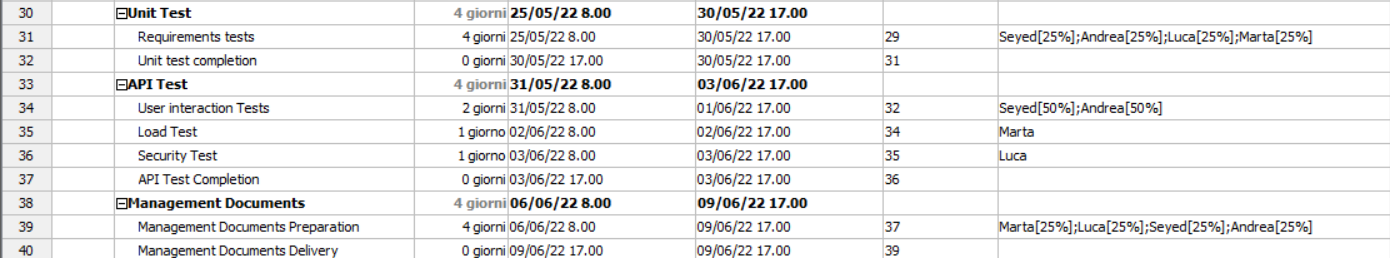 30 Unit Test 4 giorni 25/05/22 8.00 30/05/22 17.00
31 Requirements tests 4 giorni 25/05/22 8.00 30/05/22 17.00 29 Seyed[25%];Andrea[25%];Luca[25%];Marta[25%]
32 Unit test completion 0 giorni 30/05/22 17.00 30/05/22 17.00 31
33 API Test 4 giorni 31/05/22 8.00 03/06/22 17.00
34 User interaction Tests 2 giorni 31/05/22 8.00 01/06/22 17.00 32 Seyed[50%];Andrea[50%]
35 Load Test 1 giorno 02/06/22 8.00 02/06/22 17.00 34 Marta
36 Security Test 1 giorno 03/06/22 8.00 03/06/22 17.00 35 Luca
37 API Test Completion 0 giorni 03/06/22 17.00 03/06/22 17.00 36
38 Management Documents 4 giorni 06/06/22 8.00 09/06/22 17.00
39 Management Documents Preparation 4 giorni 06/06/22 8.00 09/06/22 17.00 37 Marta[25%];Luca[25%];Seyed[25%];Andrea[25%]
40 Management Documents Delivery 0 giorni 09/06/22 17.00 09/06/22 17.00 39